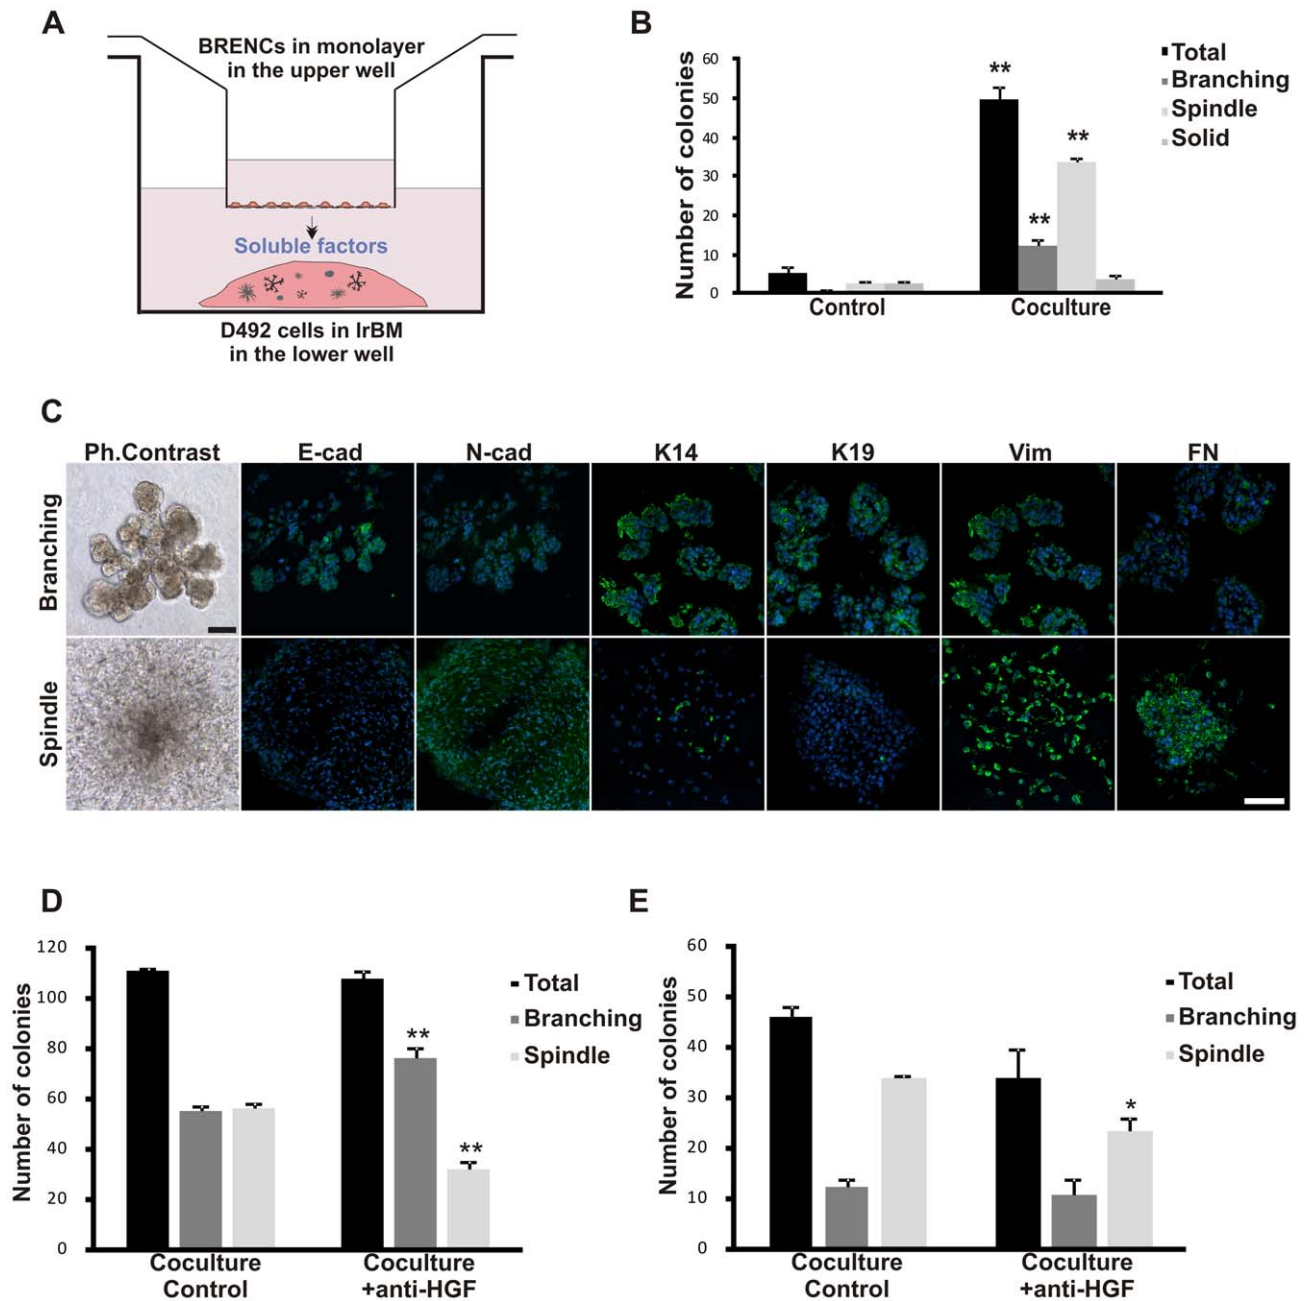 A
BRENCs in monolayer
in the upper well
Soluble factors
D492 cells in IrBM
in the lower well
B
Number of colonies
60
50
40
30
20
10
0
**
**
**
Control
Coculture
Total
Branching
Spindle
Solid
C
Ph.Contrast
E-cad
N-cad
K14
K19
Vim
FN
Branching
Spindle
D
Number of colonies
120
100
80
60
40
20
0
**
**
Coculture
Control
Coculture
+anti-HGF
Total
Branching
Spindle
E
Number of colonies
60
50
40
30
20
10
0
*
Coculture
Control
Coculture
+anti-HGF
Total
Branching
Spindle